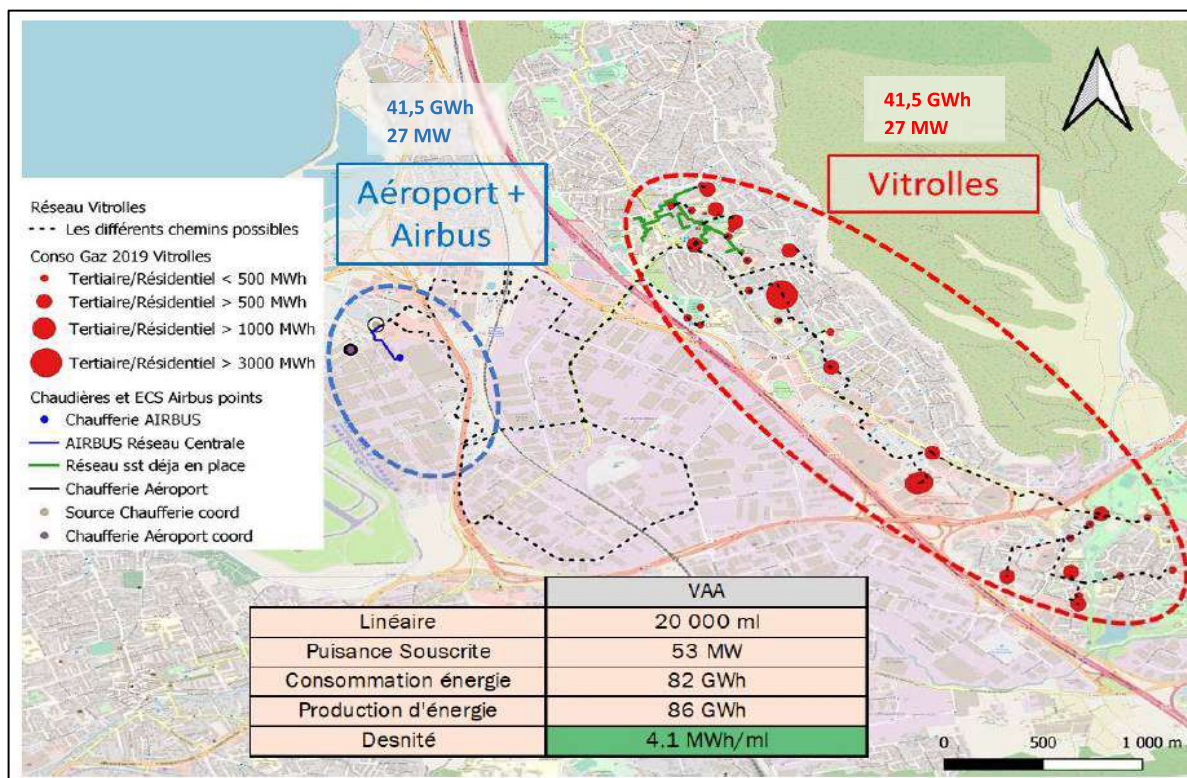 41,5 GWh
27 MW
Aéroport +
Airbus
41,5 GWh
27 MW
Vitrolles
Réseau Vitrolles
Les différents chemins possibles
Conso Gaz 2019 Vitrolles
Tertiaire/Résidentiel < 500 MWh
Tertiaire/Résidentiel > 500 MWh
Tertiaire/Résidentiel > 1000 MWh
Tertiaire/Résidentiel > 3000 MWh
Chaudières et ECS Airbus points
Chaufferie AIRBUS
AIRBUS Réseau Centrale
Réseau sst déja en place
Chaufferie Aéroport
Source Chaufferie coord
Chaufferie Aéroport coord
VAA
Linéaire 20 000 ml
Puisance Souscrite 53 MW
Consommation énergie 82 GWh
Production d'énergie 86 GWh
Desnité 4.1 MWh/ml
0 500 1 000 m